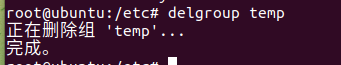 root@ubuntu:/etc# delgroup temp
正在删除组 'temp'...
完成。
root@ubuntu:/etc#